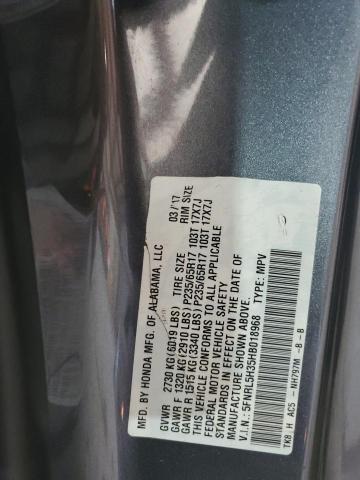 MFD. BY HONDA MFG. OF ALABAMA, LLC 03/'17
GVWR 2730 KG(6019 LBS) TIRE SIZE RIM SIZE
GAWR F 1320 KG(2910 LBS) P235/65R17 103T 17X7J
GAWR R 1515 KG(3340 LBS) P235/65R17 103T 17X7J
THIS VEHICLE CONFORMS TO ALL APPLICABLE
FEDERAL MOTOR VEHICLE SAFETY
STANDARDS IN EFFECT ON THE DATE OF
MANUFACTURE SHOWN ABOVE.
V.I.N.: 5FNRL5H35HB018968 TYPE: MPV
TK8 H AC5 - NH797M -B -B